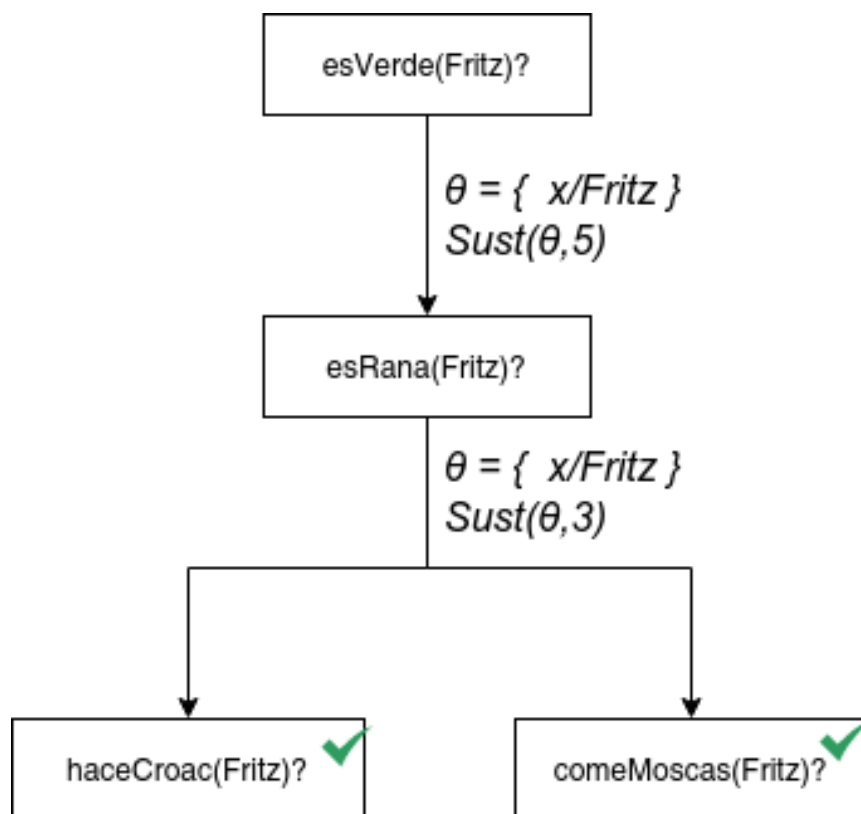 esVerde(Fritz)?
θ = { x/Fritz }
Sust(θ,5)
esRana(Fritz)?
θ = { x/Fritz }
Sust(θ,3)
haceCroac(Fritz)?
comeMoscas(Fritz)?